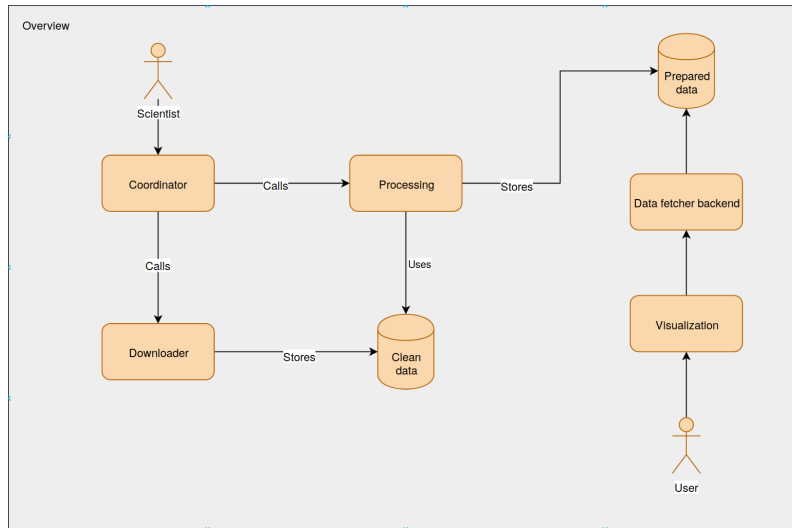 Overview
Scientist
Prepared
data
Coordinator
Calls
Processing
Stores
Data fetcher backend
Calls
Uses
Downloader
Stores
Clean
data
Visualization
User